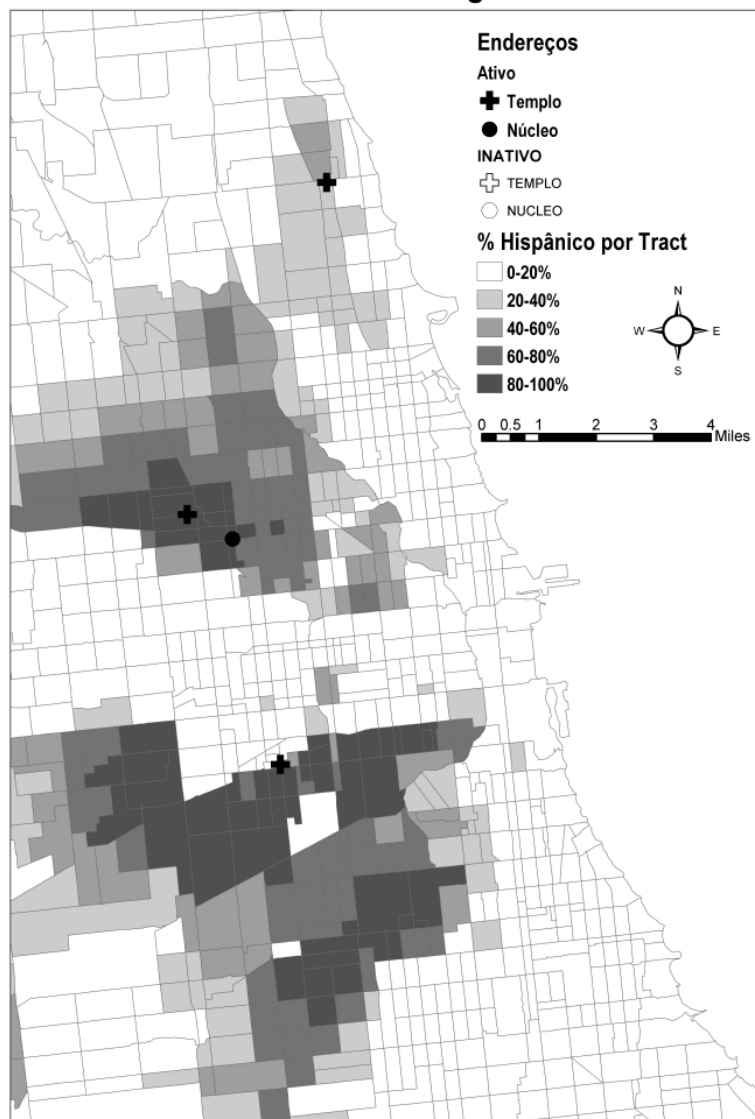 Endereços
Ativo
Templo
Núcleo
INATIVO
TEMPLO
NUCLEO
% Hispânico por Tract
0-20%
20-40%
40-60%
60-80%
80-100%
N
W E
S
0 0.5 1 2 3 4
Miles